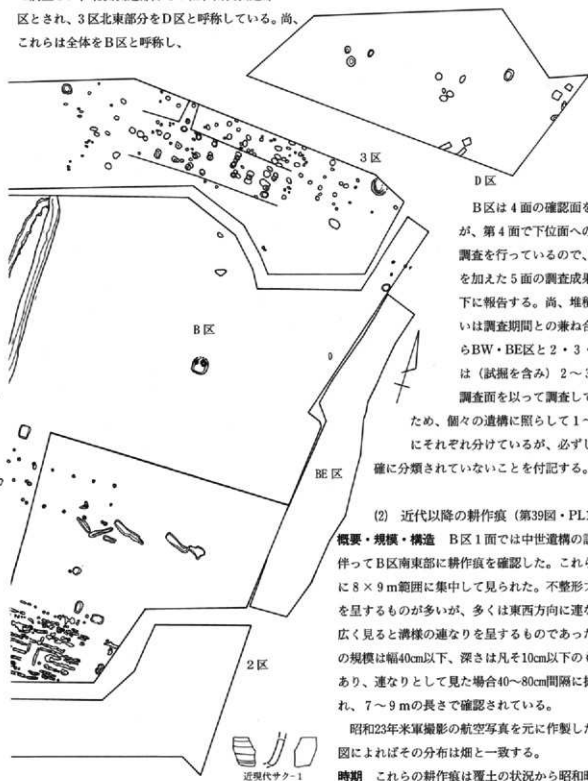 区とされ、3区北東部分をD区と呼称している。尚、
これらは全体をB区と呼称し、
3区
D区
B区は4面の確認面を
が、第4面で下位面への
調査を行っているので、
を加えた5面の調査成果
下に報告する。尚、堆積
いは調査期間との兼ね合
らBW・BE区と2・3・
は（試掘を含み）2〜3
調査面を以って調査して
ため、個々の遺構に照らして1〜
にそれぞれ分けているが、必ずし
確に分類されていないことを付記する。
B区
BE区
2区
近現代サク-1
(2) 近代以降の耕作痕（第39図・PL1
概要・規模・構造 B区1面では中世遺構の調
伴ってB区南東部に耕作痕を確認した。これら
に8×9m範囲に集中して見られた。不整形
を呈するものが多いが、多くは東西方向に連な
広く見ると溝様の連なりを呈するものであった
の規模は幅40cm以下、深さは凡そ10cm以下の
あり、連なりとして見た場合40〜80cm間隔に
れ、7〜9mの長さで確認されている。
昭和23年米軍撮影の航空写真を元に作製した
図によればその分布は畑と一致する。
時期 これらの耕作痕は覆土の状況から昭和